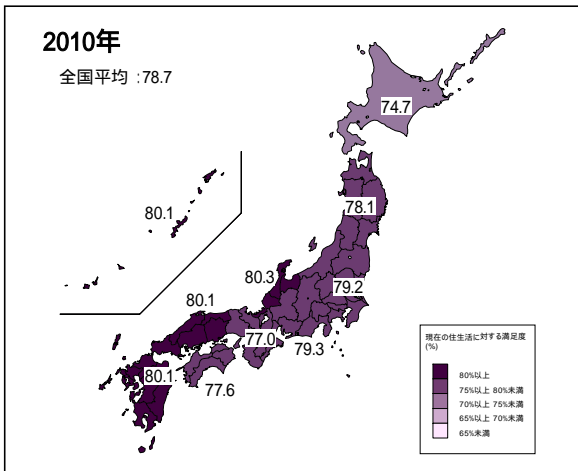 2010年
全国平均 :78.7
74.7
80.1
78.1
80.3
79.2
80.1
77.0
79.3
80.1
77.6
現在の住生活に対する満足度
(%)
80%以上
75%以上 80%未満
70%以上 75%未満
65%以上 70%未満
65%未満